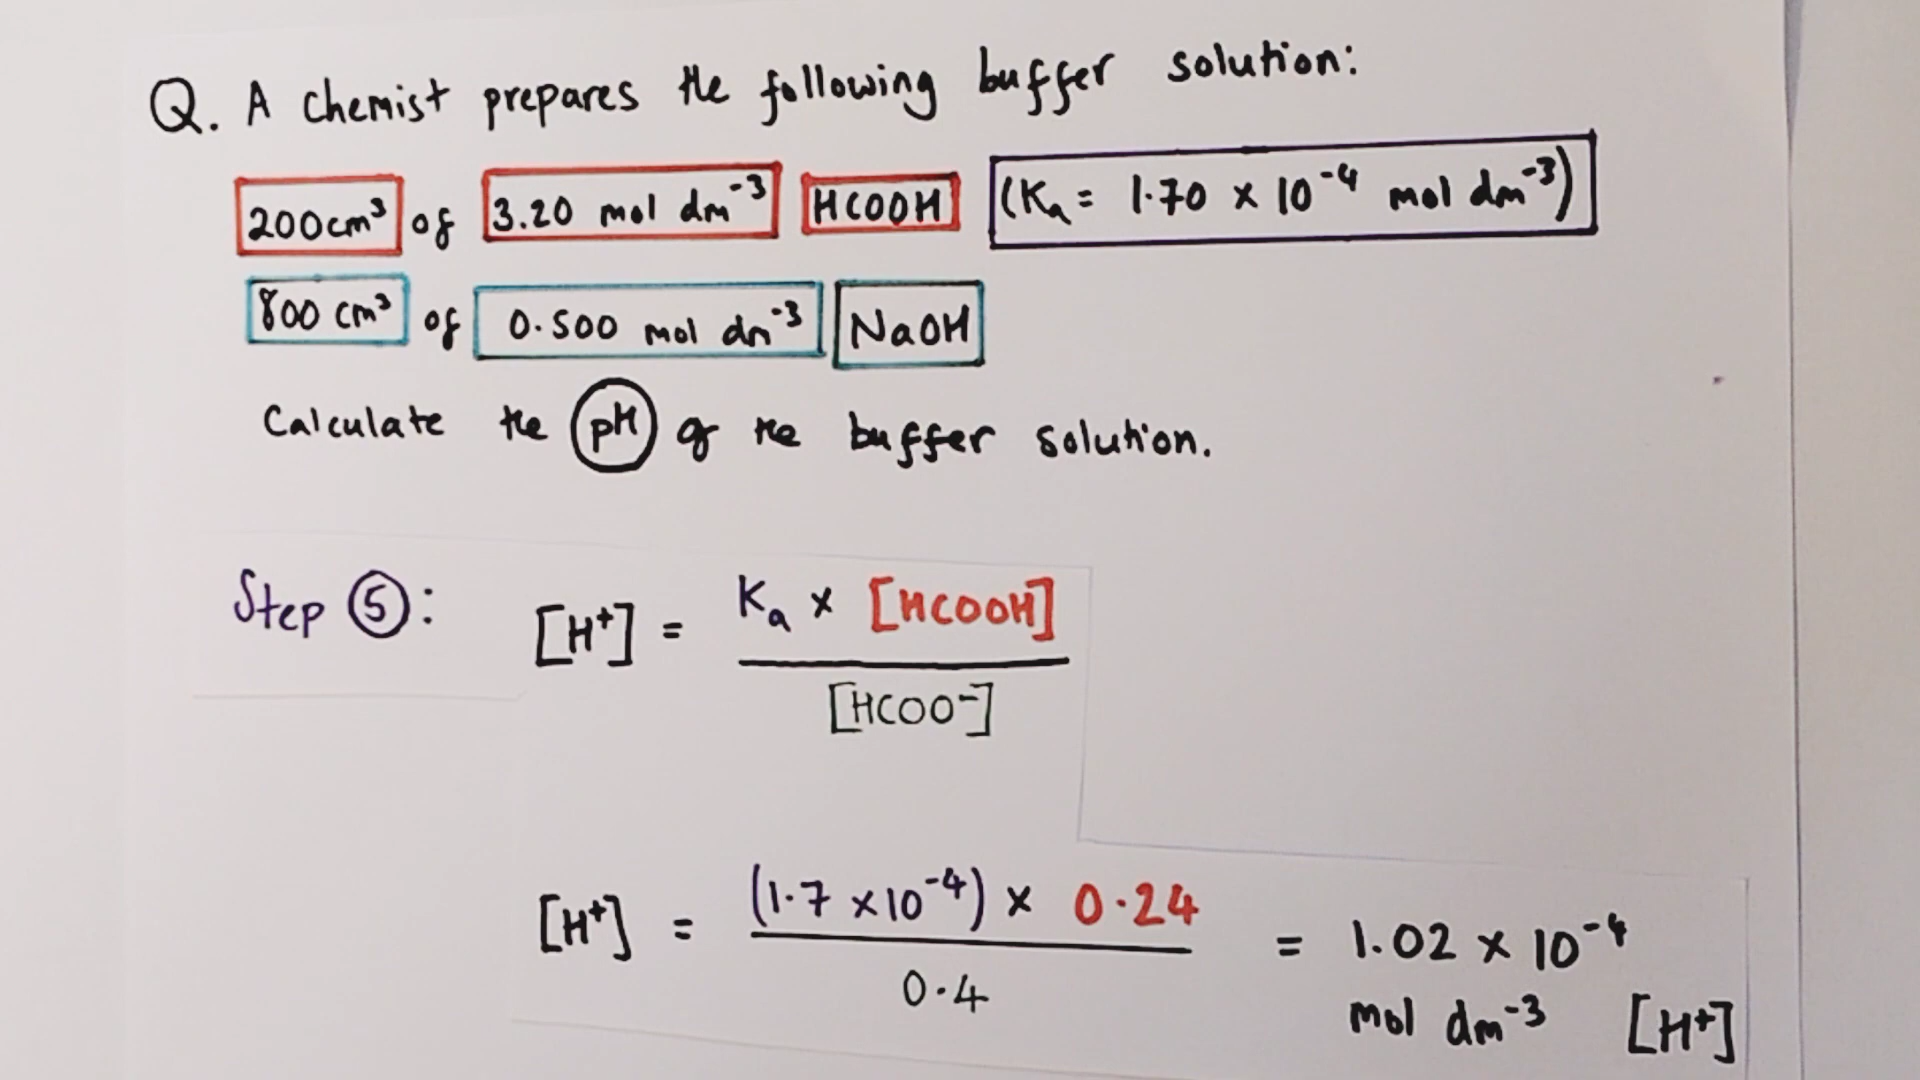 Q. A chemist prepares the following buffer solution:
200cm³ of 3.20 mol dm⁻³ HCOOH (Ka = 1.70 x 10⁻⁴ mol dm⁻³)
800 cm³ of 0.500 mol dm⁻³ NaOH
Calculate the pH of the buffer solution.
Step ⑤: [H⁺] = Ka x [HCOOH]
[HCOO⁻]
[H⁺] = (1.7 x10⁻⁴) x 0.24 = 1.02 x 10⁻⁴
0.4
mol dm⁻³ [H⁺]